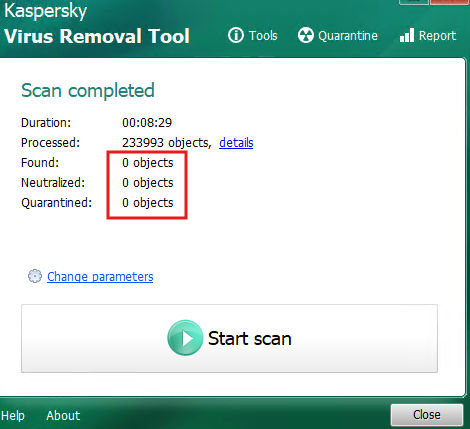 Kaspersky
Virus Removal Tool
Tools
Quarantine
Report
Scan completed
Duration: 00:08:29
Processed: 233993 objects, details
Found: 0 objects
Neutralized: 0 objects
Quarantined: 0 objects
Change parameters
Start scan
Help
About
Close